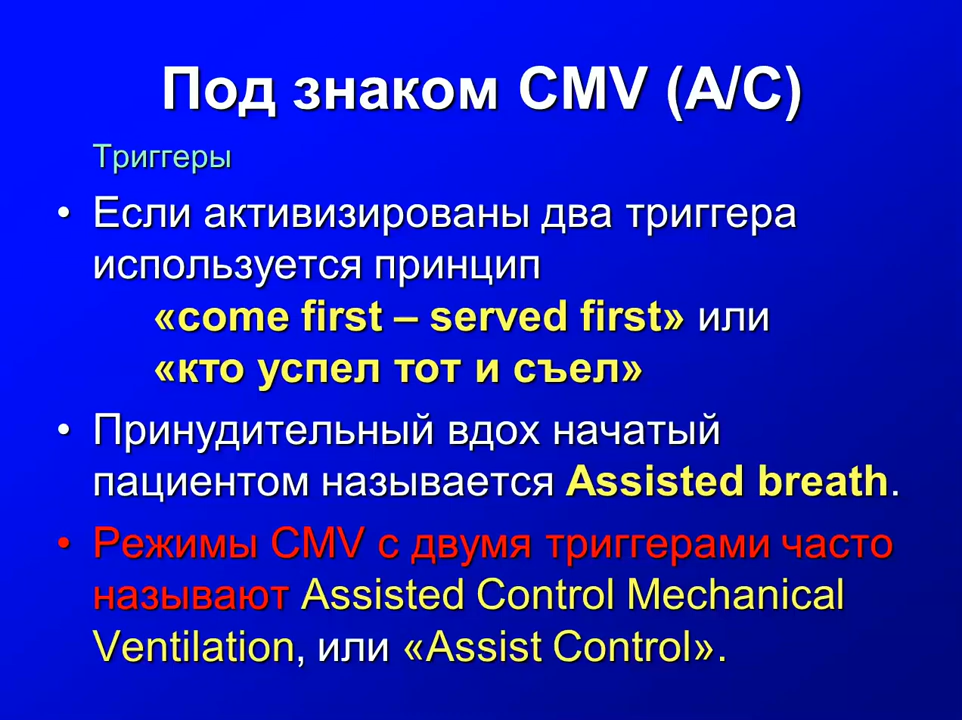 Под знаком CMV (A/C)
Триггеры
• Если активизированы два триггера
используется принцип
«come first – served first» или
«кто успел тот и съел»
• Принудительный вдох начатый
пациентом называется Assisted breath.
• Режимы CMV с двумя триггерами часто
называют Assisted Control Mechanical
Ventilation, или «Assist Control».